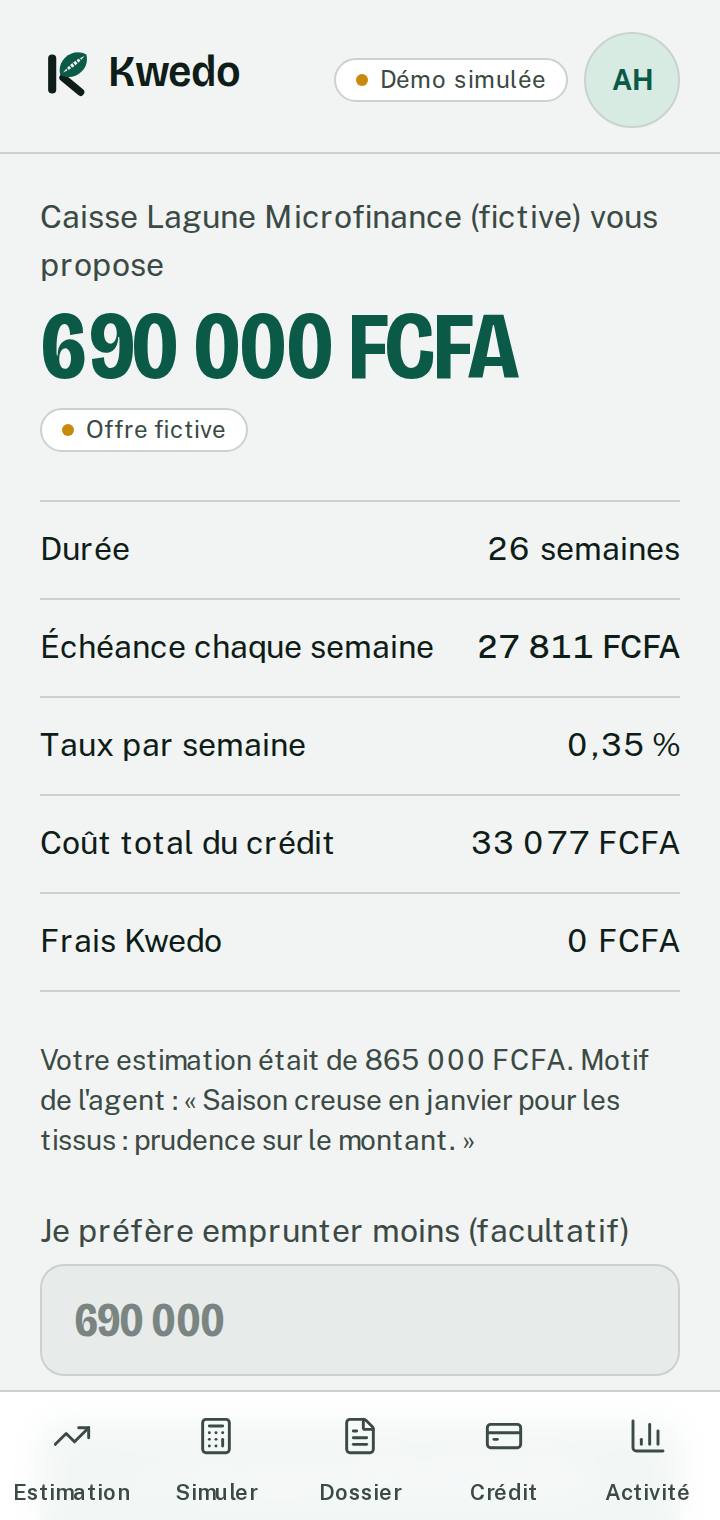 Kwedo
Démo simulée
AH
Caisse Lagune Microfinance (fictive) vous
propose
690 000 FCFA
Offre fictive
Durée 26 semaines
Échéance chaque semaine 27 811 FCFA
Taux par semaine 0,35 %
Coût total du crédit 33 077 FCFA
Frais Kwedo 0 FCFA
Votre estimation était de 865 000 FCFA. Motif
de l'agent : « Saison creuse en janvier pour les
tissus : prudence sur le montant. »
Je préfère emprunter moins (facultatif)
690 000
Estimation Simuler Dossier Crédit Activité